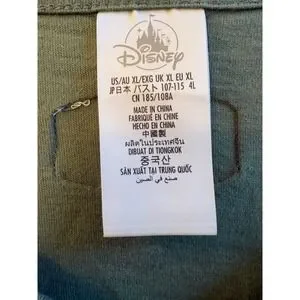 Disney
US/AU XL/EXG UK XL EU XL
JP日本 バスト 107-115 4L
CN 185/108A
MADE IN CHINA
FABRIQUÉ EN CHINE
HECHO EN CHINA
中國製
ผลิตในประเทศจีน
DIBUAT DI TIONGKOK
중국산
SẢN XUẤT TẠI TRUNG QUỐC
صنع في الصين